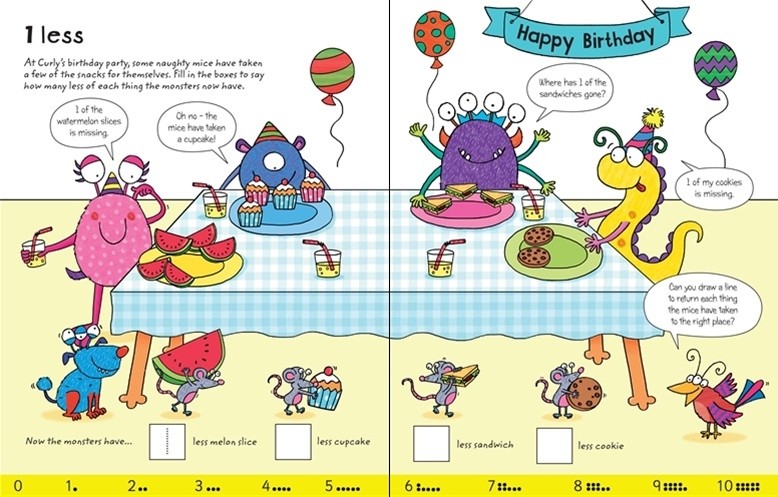 1 less
At Curly's birthday party, some naughty mice have taken
a few of the snacks for themselves. Fill in the boxes to say
how many less of each thing the monsters now have.
1 of the
watermelon slices
is missing.
Oh no – the
mice have taken
a cupcake!
Happy Birthday
Where has 1 of the
sandwiches gone?
1 of my cookies
is missing.
Can you draw a line
to return each thing
the mice have taken
to the right place?
Now the monsters have...
1 less melon slice
less cupcake
less sandwich
less cookie
0 1 2 3 4 5 6 7 8 9 10